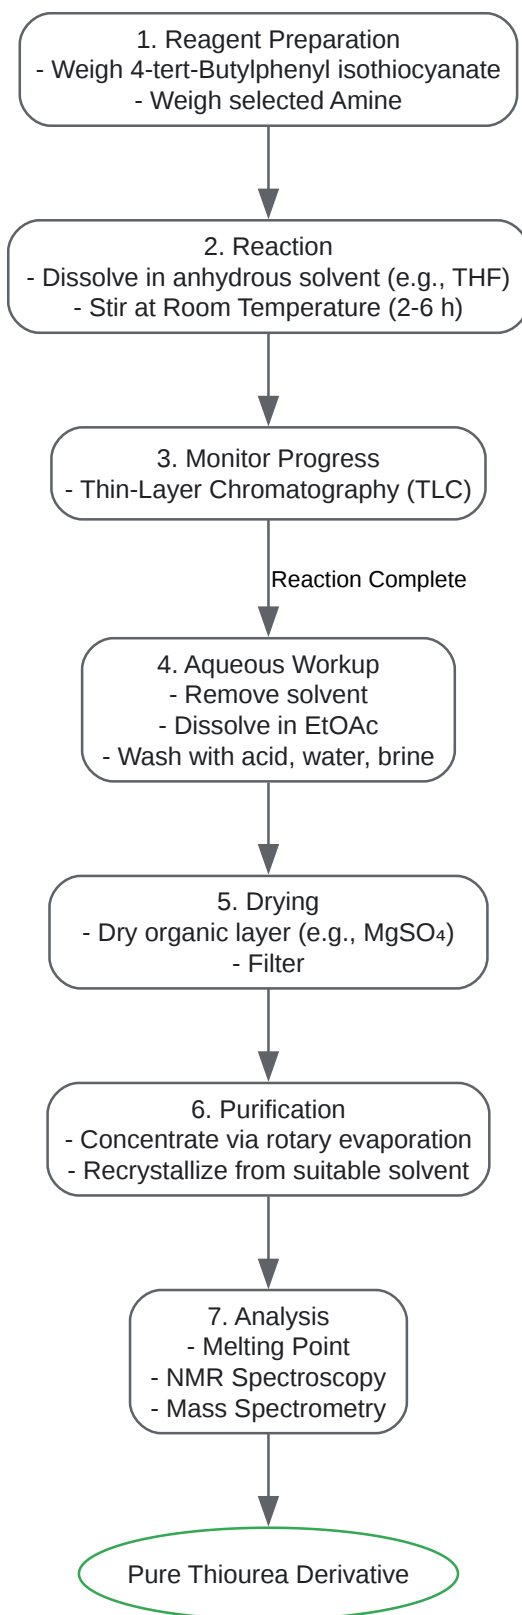 1. Reagent Preparation
- Weigh 4-tert-Butylphenyl isothiocyanate
- Weigh selected Amine
2. Reaction
- Dissolve in anhydrous solvent (e.g., THF)
- Stir at Room Temperature (2-6 h)
3. Monitor Progress
- Thin-Layer Chromatography (TLC)
Reaction Complete
4. Aqueous Workup
- Remove solvent
- Dissolve in EtOAc
- Wash with acid, water, brine
5. Drying
- Dry organic layer (e.g., MgSO₄)
- Filter
6. Purification
- Concentrate via rotary evaporation
- Recrystallize from suitable solvent
7. Analysis
- Melting Point
- NMR Spectroscopy
- Mass Spectrometry
Pure Thiourea Derivative